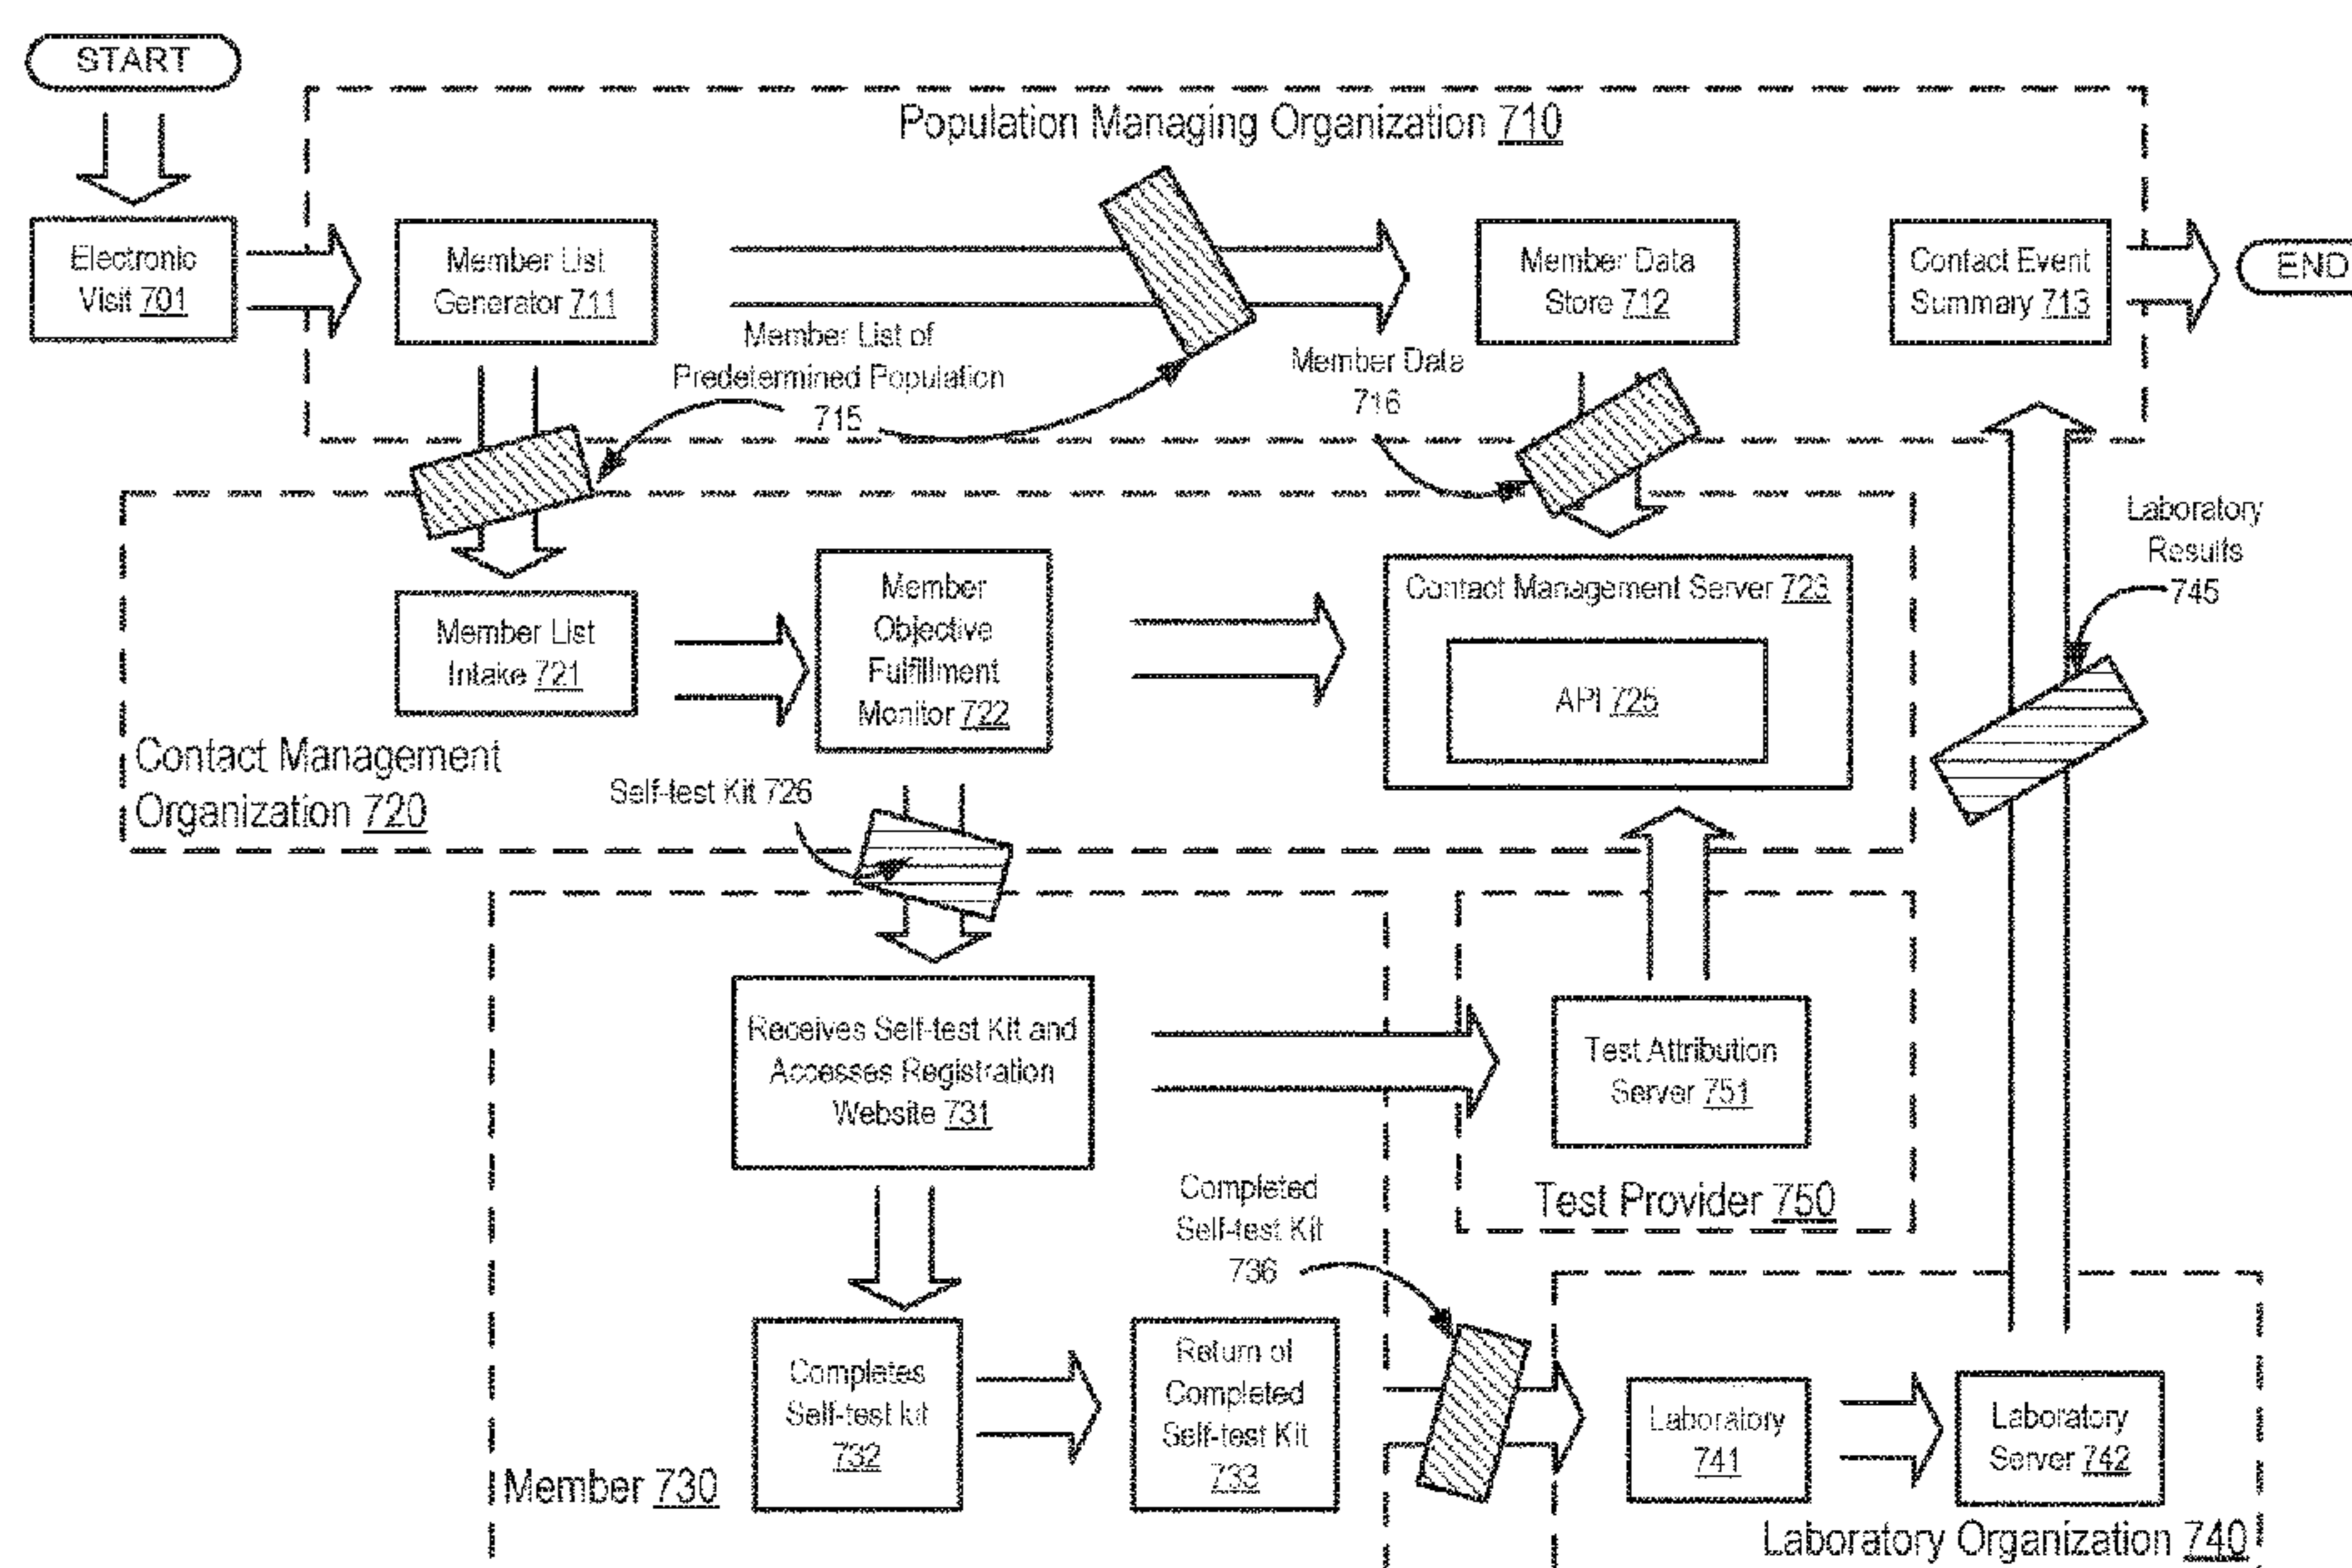 START
Population Managing Organization 710
Electronic
Visit 701
Member List
Generator 711
Member Data
Store 712
Contact Event
Summary 713
END
Member List of
Predetermined Population
715
Member Data
716
Laboratory
Results
745
Member List
Intake 721
Member
Objective
Fulfillment
Monitor 722
Contact Management Server 723
API 725
Contact Management
Organization 720
Self-test Kit 726
Receives Self-test Kit and
Accesses Registration
Website 731
Test Attribution
Server 751
Test Provider 750
Completed
Self-test Kit
736
Completes
Self-test kit
732
Return of
Completed
Self-test Kit
733
Laboratory
741
Laboratory
Server 742
Member 730
Laboratory Organization 740